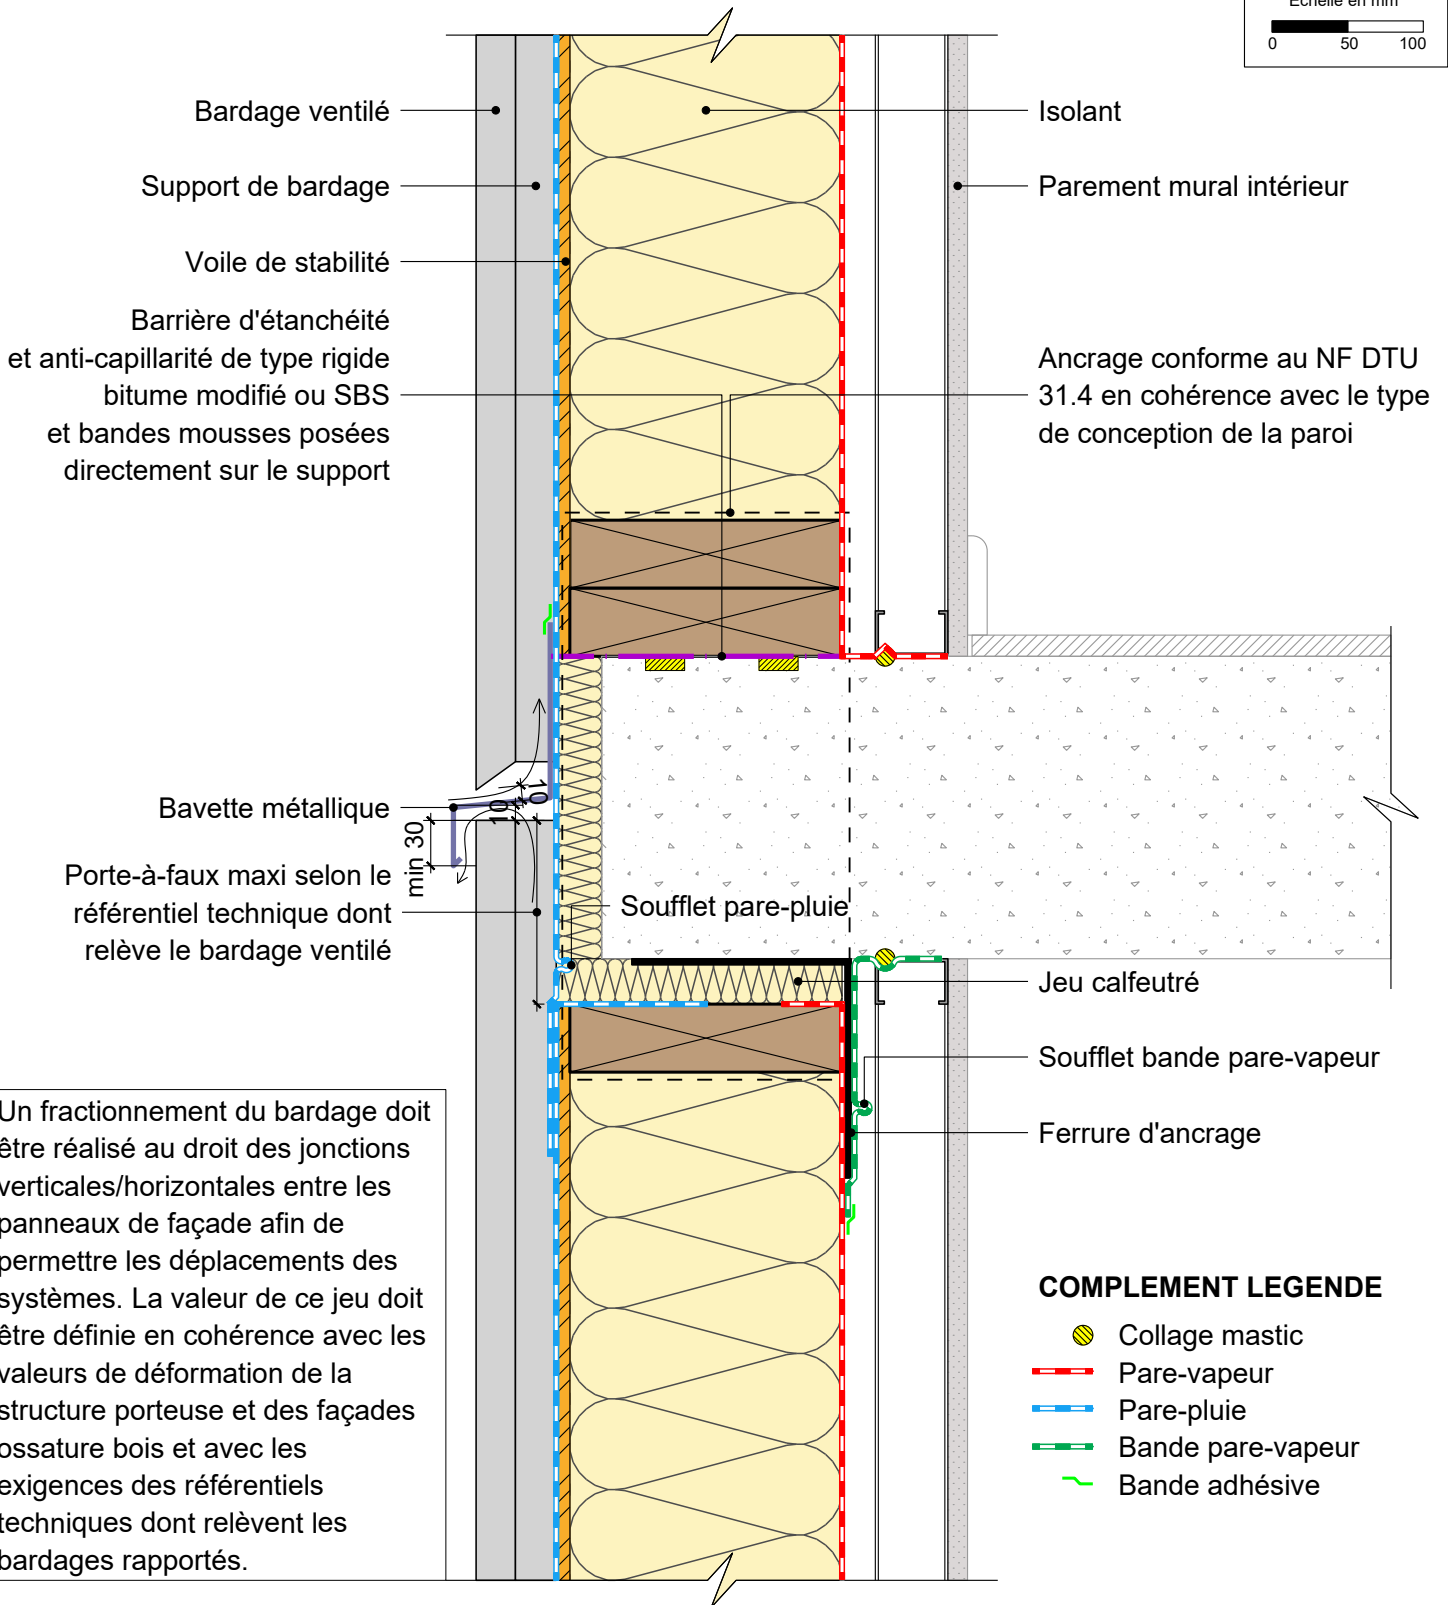 Echelle en mm
0 50 100
Bardage ventilé
Support de bardage
Voile de stabilité
Barrière d'étanchéité
et anti-capillarité de type rigide
bitume modifié ou SBS
et bandes mousses posées
directement sur le support
Isolant
Parement mural intérieur
Ancrage conforme au NF DTU
31.4 en cohérence avec le type
de conception de la paroi
Bavette métallique
10
10
min 30
Porte-à-faux maxi selon le
référentiel technique dont
relève le bardage ventilé
Soufflet pare-pluie
Jeu calfeutré
Soufflet bande pare-vapeur
Ferrure d'ancrage
Un fractionnement du bardage doit
être réalisé au droit des jonctions
verticales/horizontales entre les
panneaux de façade afin de
permettre les déplacements des
systèmes. La valeur de ce jeu doit
être définie en cohérence avec les
valeurs de déformation de la
structure porteuse et des façades
ossature bois et avec les
exigences des référentiels
techniques dont relèvent les
bardages rapportés.
COMPLEMENT LEGENDE
Collage mastic
Pare-vapeur
Pare-pluie
Bande pare-vapeur
Bande adhésive